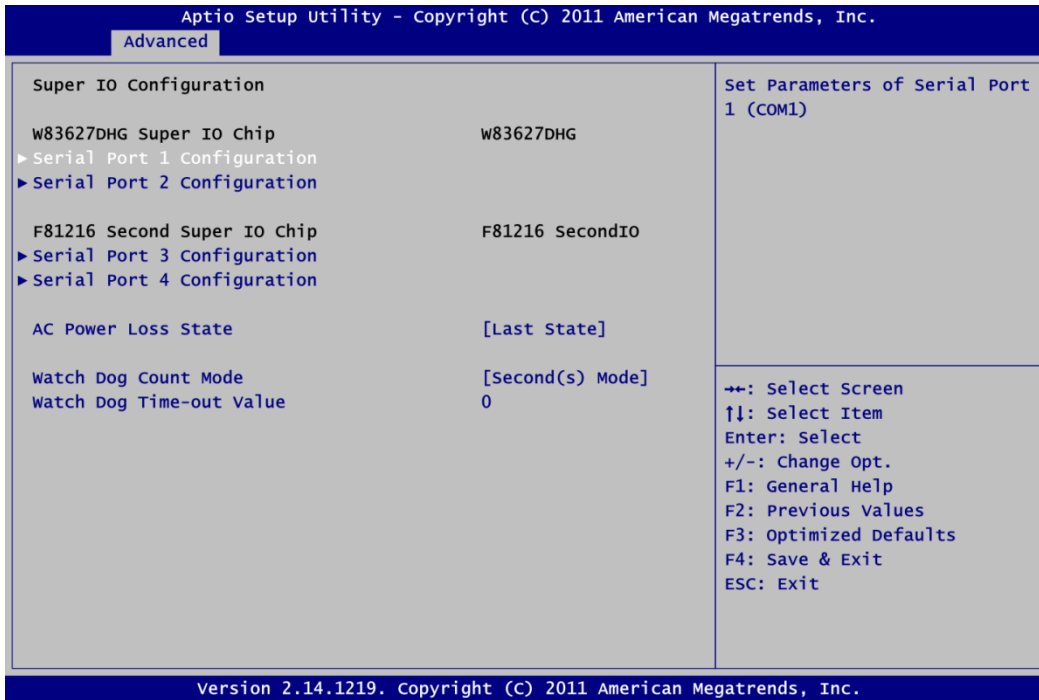 Aptio Setup Utility - Copyright (C) 2011 American Megatrends, Inc.
Advanced
Super IO Configuration
W83627DHG Super IO Chip W83627DHG
►Serial Port 1 Configuration
►Serial Port 2 Configuration
F81216 Second Super IO Chip F81216 SecondIO
►Serial Port 3 Configuration
►Serial Port 4 Configuration
AC Power Loss State [Last State]
Watch Dog Count Mode [Second(s) Mode]
Watch Dog Time-out Value 0
Set Parameters of Serial Port
1 (COM1)
→←: Select Screen
↑↓: Select Item
Enter: Select
+/-: Change Opt.
F1: General Help
F2: Previous Values
F3: Optimized Defaults
F4: Save & Exit
ESC: Exit
Version 2.14.1219. Copyright (C) 2011 American Megatrends, Inc.